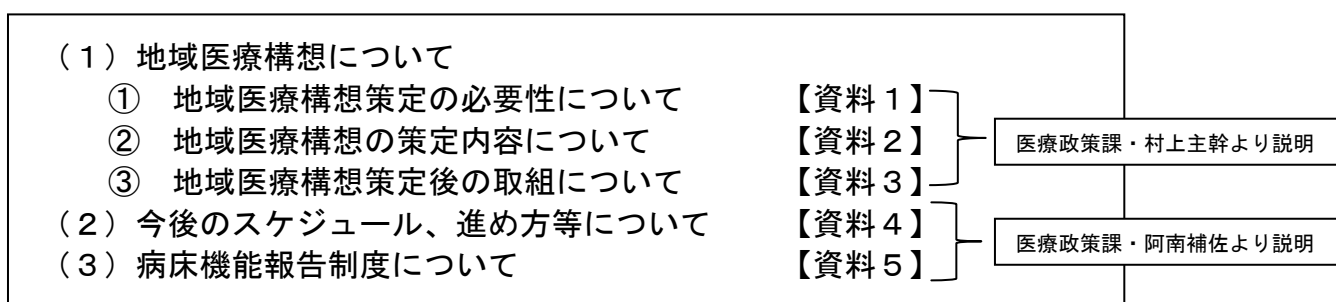 （１）地域医療構想について
① 地域医療構想策定の必要性について 【資料１】
② 地域医療構想の策定内容について 【資料２】
医療政策課・村上主幹より説明
③ 地域医療構想策定後の取組について 【資料３】
（２）今後のスケジュール、進め方等について 【資料４】
医療政策課・阿南補佐より説明
（３）病床機能報告制度について 【資料５】